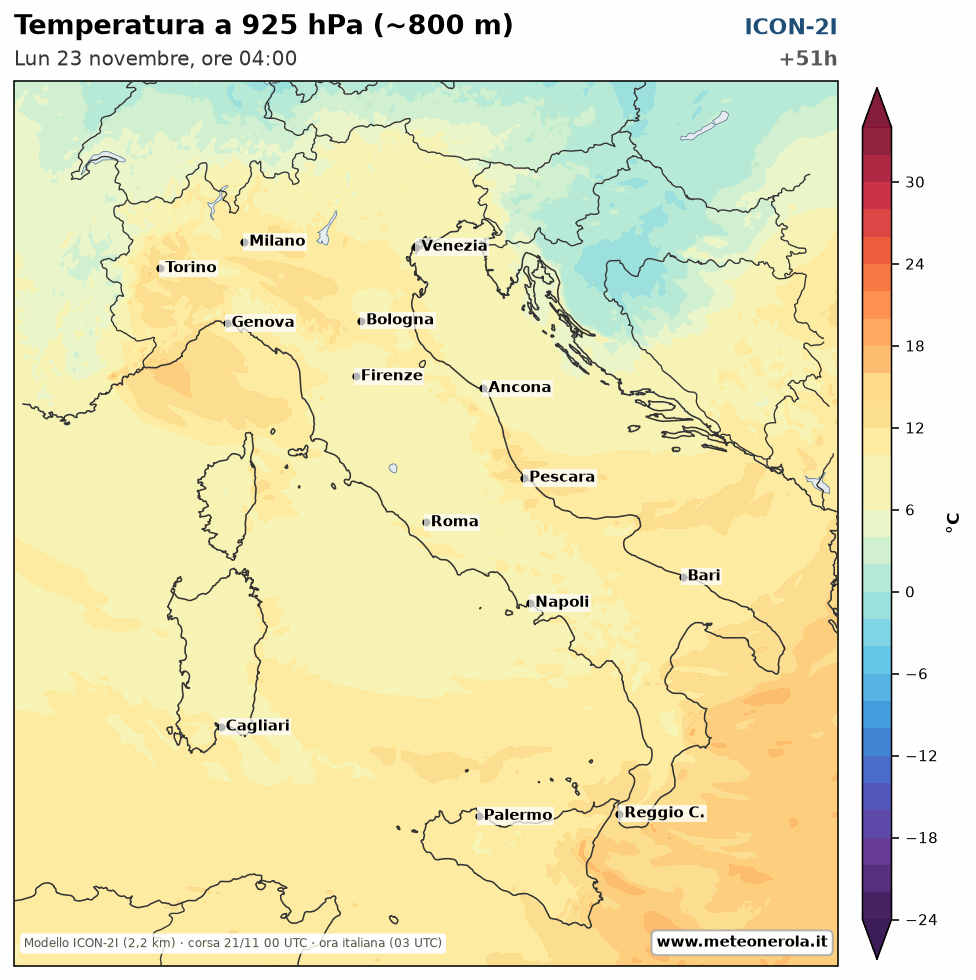 Temperatura a 925 hPa (~800 m)
ICON-2I
Lun 23 novembre, ore 04:00
+51h
Milano
Venezia
Torino
Genova
Bologna
Firenze
Ancona
Pescara
Roma
Bari
Napoli
Cagliari
Palermo
Reggio C.
30
24
18
12
6
0
−6
−12
−18
−24
°C
Modello ICON-2I (2,2 km) · corsa 21/11 00 UTC · ora italiana (03 UTC)
www.meteonerola.it